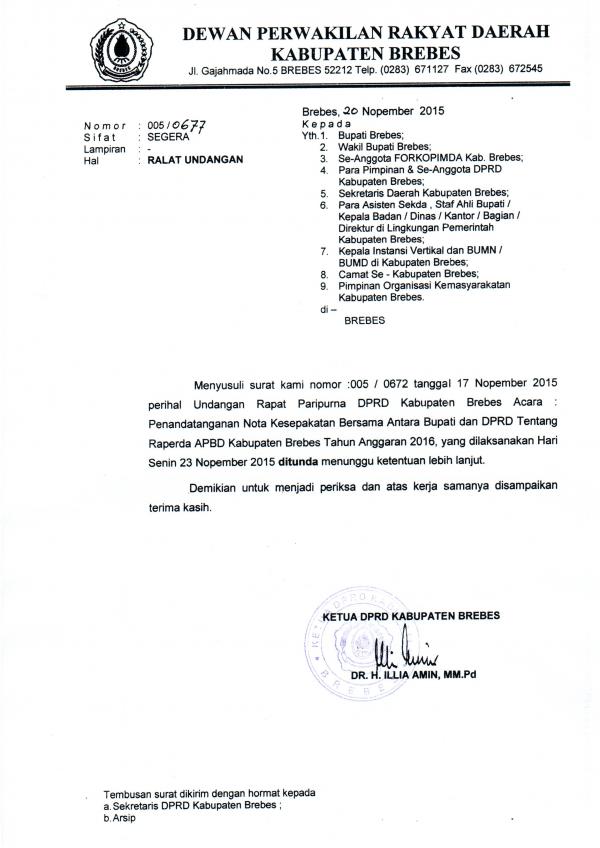 DEWAN PERWAKILAN RAKYAT DAERAH
KABUPATEN BREBES
Jl. Gajahmada No.5 BREBES 52212 Telp. (0283) 671127 Fax (0283) 672545
Brebes, 20 Nopember 2015
Nomor : 005 / 0677
Sifat : SEGERA
Lampiran : -
Hal : RALAT UNDANGAN
Kepada
Yth.1. Bupati Brebes;
2. Wakil Bupati Brebes;
3. Se-Anggota FORKOPIMDA Kab. Brebes;
4. Para Pimpinan & Se-Anggota DPRD
Kabupaten Brebes;
5. Sekretaris Daerah Kabupaten Brebes;
6. Para Asisten Sekda , Staf Ahli Bupati /
Kepala Badan / Dinas / Kantor / Bagian /
Direktur di Lingkungan Pemerintah
Kabupaten Brebes;
7. Kepala Instansi Vertikal dan BUMN /
BUMD di Kabupaten Brebes;
8. Camat Se - Kabupaten Brebes;
9. Pimpinan Organisasi Kemasyarakatan
Kabupaten Brebes.
di –
BREBES
Menyusuli surat kami nomor :005 / 0672 tanggal 17 Nopember 2015
perihal Undangan Rapat Paripurna DPRD Kabupaten Brebes Acara :
Penandatanganan Nota Kesepakatan Bersama Antara Bupati dan DPRD Tentang
Raperda APBD Kabupaten Brebes Tahun Anggaran 2016, yang dilaksanakan Hari
Senin 23 Nopember 2015 ditunda menunggu ketentuan lebih lanjut.
Demikian untuk menjadi periksa dan atas kerja samanya disampaikan
terima kasih.
KETUA DPRD KABUPATEN BREBES
DR. H. ILLIA AMIN, MM.Pd
Tembusan surat dikirim dengan hormat kepada
a. Sekretaris DPRD Kabupaten Brebes ;
b. Arsip